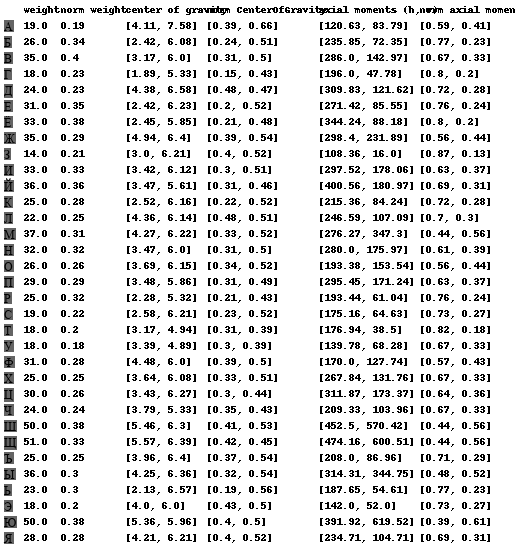 weight norm weight center of gravity norm CenterOfGravity axial moments (h,v) norm axial momen
А 19.0 0.19 [4.11, 7.58] [0.39, 0.66] [120.63, 83.79] [0.59, 0.41]
Б 26.0 0.34 [2.42, 6.08] [0.24, 0.51] [235.85, 72.35] [0.77, 0.23]
В 35.0 0.4 [3.17, 6.0] [0.31, 0.5] [286.0, 142.97] [0.67, 0.33]
Г 18.0 0.23 [1.89, 5.33] [0.15, 0.43] [196.0, 47.78] [0.8, 0.2]
Д 24.0 0.23 [4.38, 6.58] [0.48, 0.47] [309.83, 121.62] [0.72, 0.28]
Е 31.0 0.35 [2.42, 6.23] [0.2, 0.52] [271.42, 85.55] [0.76, 0.24]
Ё 33.0 0.38 [2.45, 5.85] [0.21, 0.48] [344.24, 88.18] [0.8, 0.2]
Ж 35.0 0.29 [4.94, 6.4] [0.39, 0.54] [298.4, 231.89] [0.56, 0.44]
З 14.0 0.21 [3.0, 6.21] [0.4, 0.52] [108.36, 16.0] [0.87, 0.13]
И 33.0 0.33 [3.42, 6.12] [0.3, 0.51] [297.52, 178.06] [0.63, 0.37]
Й 36.0 0.36 [3.47, 5.61] [0.31, 0.46] [400.56, 180.97] [0.69, 0.31]
К 25.0 0.28 [2.52, 6.16] [0.22, 0.52] [215.36, 84.24] [0.72, 0.28]
Л 22.0 0.25 [4.36, 6.14] [0.48, 0.51] [246.59, 107.09] [0.7, 0.3]
М 37.0 0.31 [4.27, 6.22] [0.33, 0.52] [276.27, 347.3] [0.44, 0.56]
Н 32.0 0.32 [3.47, 6.0] [0.31, 0.5] [280.0, 175.97] [0.61, 0.39]
О 26.0 0.26 [3.69, 6.15] [0.34, 0.52] [193.38, 153.54] [0.56, 0.44]
П 29.0 0.29 [3.48, 5.86] [0.31, 0.49] [295.45, 171.24] [0.63, 0.37]
Р 25.0 0.32 [2.28, 5.32] [0.21, 0.43] [193.44, 61.04] [0.76, 0.24]
С 19.0 0.22 [2.58, 6.21] [0.23, 0.52] [175.16, 64.63] [0.73, 0.27]
Т 18.0 0.2 [3.17, 4.94] [0.31, 0.39] [176.94, 38.5] [0.82, 0.18]
У 18.0 0.18 [3.39, 4.89] [0.3, 0.39] [139.78, 68.28] [0.67, 0.33]
Ф 31.0 0.28 [4.48, 6.0] [0.39, 0.5] [170.0, 127.74] [0.57, 0.43]
Х 25.0 0.25 [3.64, 6.08] [0.33, 0.51] [267.84, 131.76] [0.67, 0.33]
Ц 30.0 0.26 [3.43, 6.27] [0.3, 0.44] [311.87, 173.37] [0.64, 0.36]
Ч 24.0 0.24 [3.79, 5.33] [0.35, 0.43] [209.33, 103.96] [0.67, 0.33]
Ш 50.0 0.38 [5.46, 6.3] [0.41, 0.53] [452.5, 570.42] [0.44, 0.56]
Щ 51.0 0.33 [5.57, 6.39] [0.42, 0.45] [474.16, 600.51] [0.44, 0.56]
Ъ 25.0 0.25 [3.96, 6.4] [0.37, 0.54] [208.0, 86.96] [0.71, 0.29]
Ы 36.0 0.3 [4.25, 6.36] [0.32, 0.54] [314.31, 344.75] [0.48, 0.52]
Ь 23.0 0.3 [2.13, 6.57] [0.19, 0.56] [187.65, 54.61] [0.77, 0.23]
Э 18.0 0.2 [4.0, 6.0] [0.43, 0.5] [142.0, 52.0] [0.73, 0.27]
Ю 50.0 0.38 [5.36, 5.96] [0.4, 0.5] [391.92, 619.52] [0.39, 0.61]
Я 28.0 0.28 [4.21, 6.21] [0.4, 0.52] [234.71, 104.71] [0.69, 0.31]